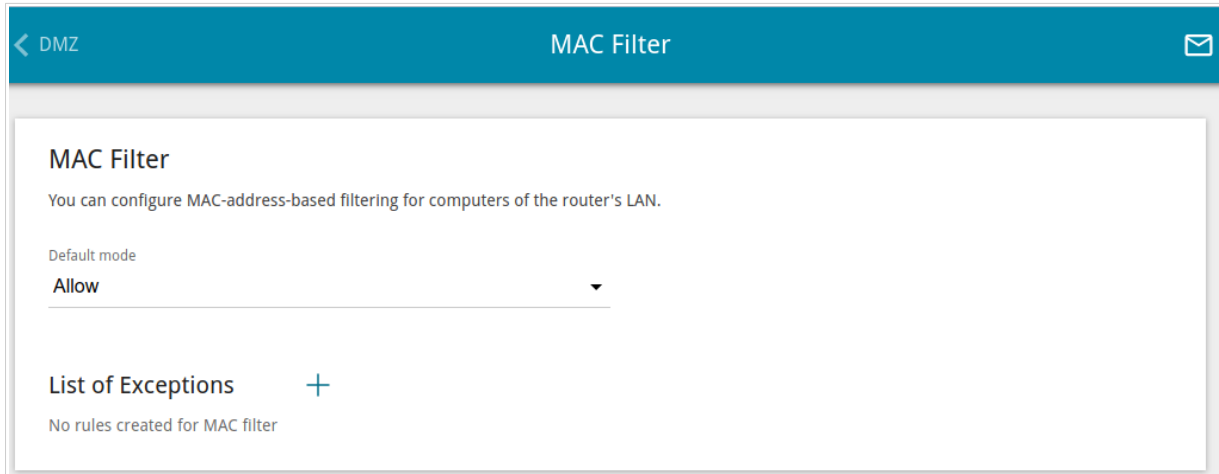 DMZ
MAC Filter
MAC Filter
You can configure MAC-address-based filtering for computers of the router's LAN.
Default mode
Allow
List of Exceptions
No rules created for MAC filter